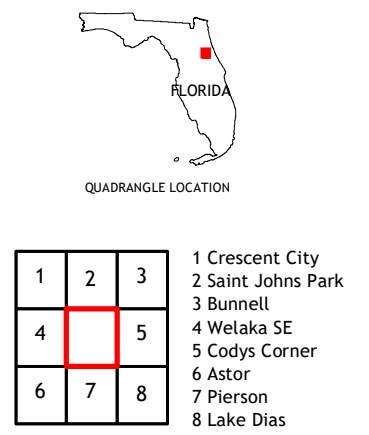 FLORIDA
QUADRANGLE LOCATION
1 2 3
4 5
6 7 8
1 Crescent City
2 Saint Johns Park
3 Bunnell
4 Welaka SE
5 Codys Corner
6 Astor
7 Pierson
8 Lake Dias